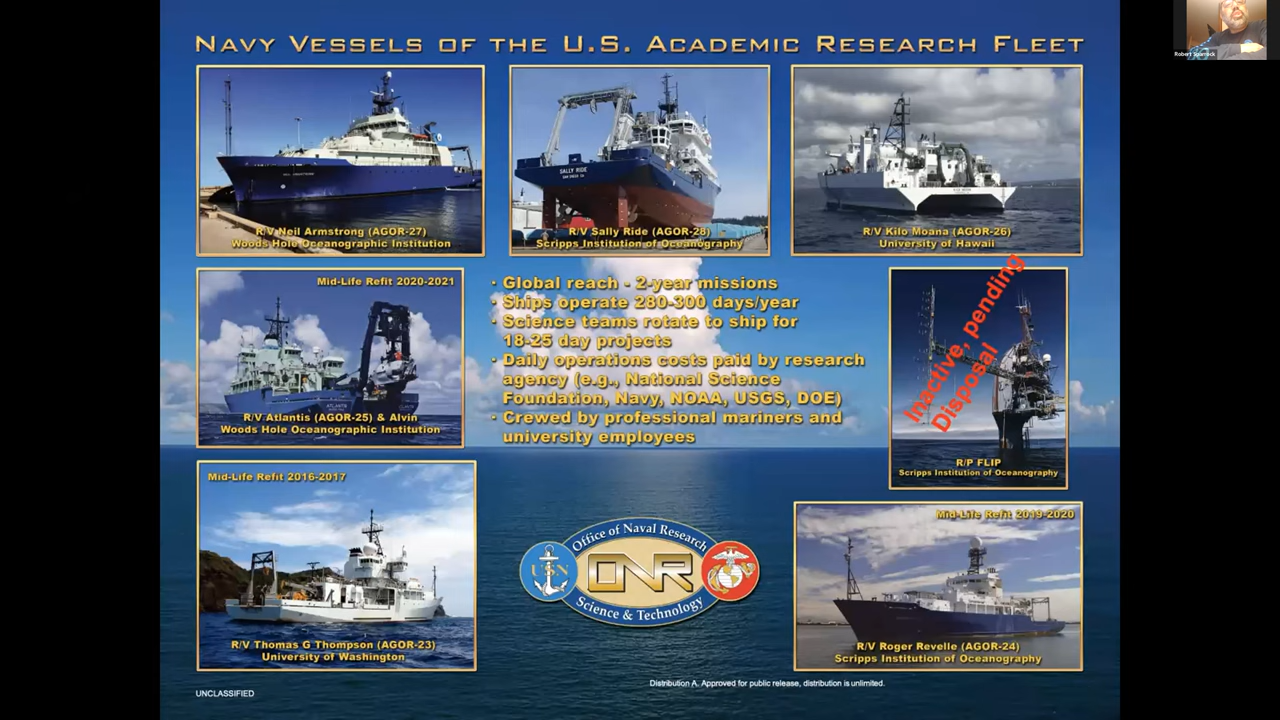 NAVY VESSELS OF THE U.S. ACADEMIC RESEARCH FLEET
Robert
R/V Neil Armstrong (AGOR-27)
Woods Hole Oceanographic Institution
SALLY RIDE
SAN DIEGO CA
R/V Sally Ride (AGOR-28)
Scripps Institution of Oceanography
R/V Kilo Moana (AGOR-26)
University of Hawaii
Mid-Life Refit 2020-2021
ATLANTIS
R/V Atlantis (AGOR-25) & Alvin
Woods Hole Oceanographic Institution
· Global reach - 2-year missions
· Ships operate 280-300 days/year
· Science teams rotate to ship for
18-25 day projects
· Daily operations costs paid by research
agency (e.g., National Science
Foundation, Navy, NOAA, USGS, DOE)
· Crewed by professional mariners and
university employees
Inactive, pending
Disposal
R/P FLIP
Scripps Institution of Oceanography
Mid-Life Refit 2016-2017
R/V Thomas G Thompson (AGOR-23)
University of Washington
Office of Naval Research
USN
ONR
Science & Technology
Mid-Life Refit 2019-2020
R/V Roger Revelle (AGOR-24)
Scripps Institution of Oceanography
Distribution A. Approved for public release, distribution is unlimited.
UNCLASSIFIED